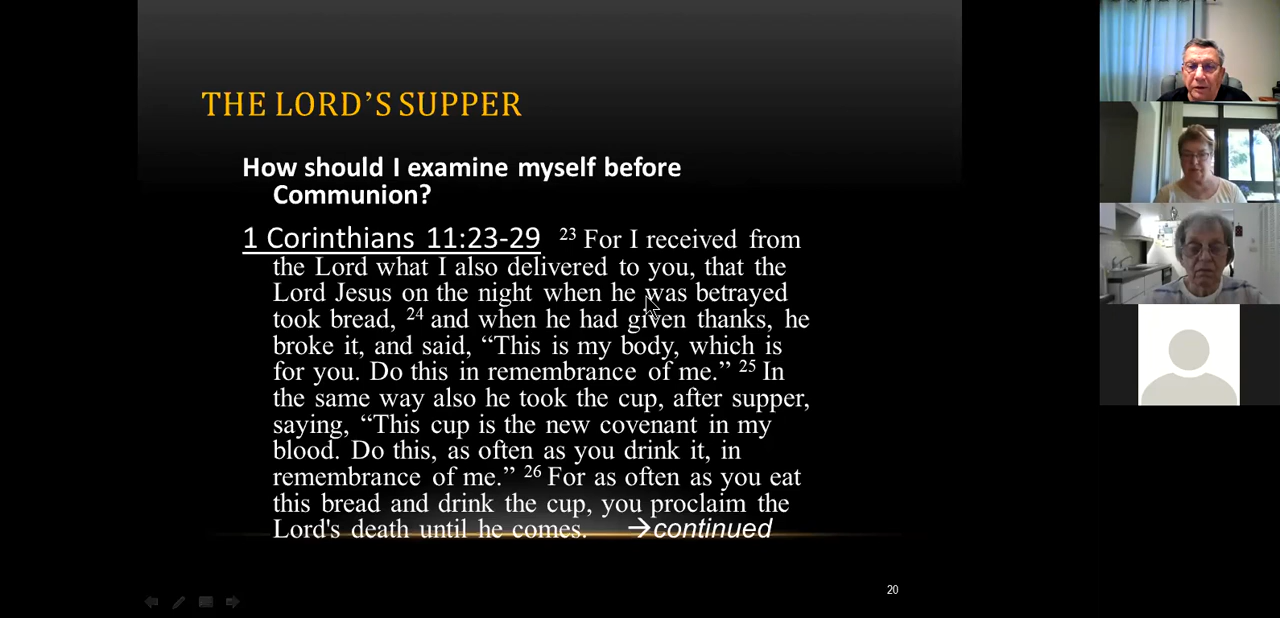 THE LORD’S SUPPER
How should I examine myself before
Communion?
1 Corinthians 11:23-29 23 For I received from
the Lord what I also delivered to you, that the
Lord Jesus on the night when he was betrayed
took bread, 24 and when he had given thanks, he
broke it, and said, “This is my body, which is
for you. Do this in remembrance of me.” 25 In
the same way also he took the cup, after supper,
saying, “This cup is the new covenant in my
blood. Do this, as often as you drink it, in
remembrance of me.” 26 For as often as you eat
this bread and drink the cup, you proclaim the
Lord's death until he comes. →continued
20